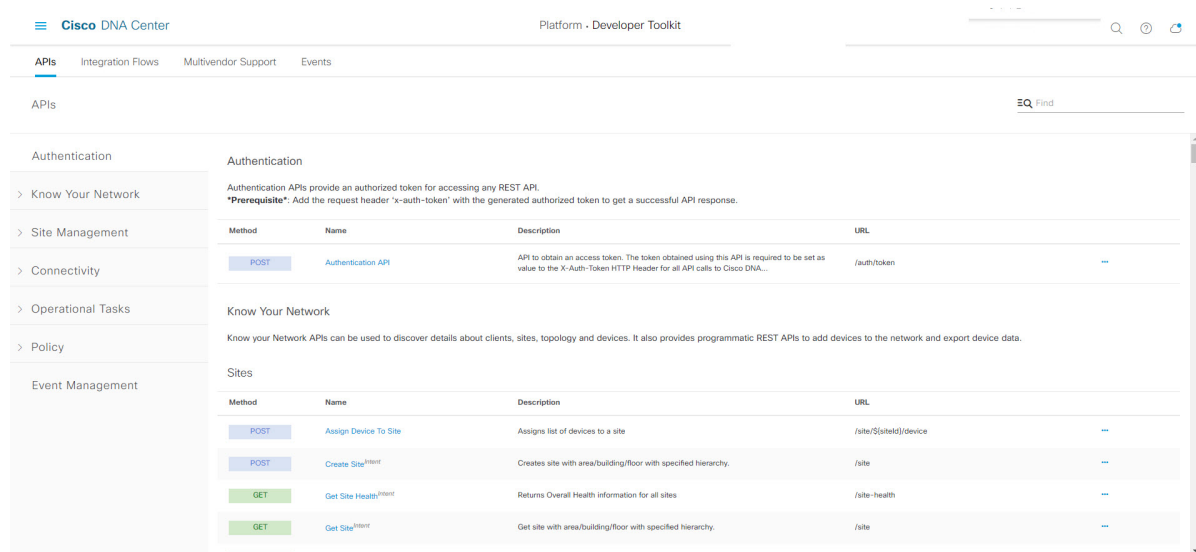 Cisco DNA Center
Platform • Developer Toolkit
APIs Integration Flows Multivendor Support Events
APIs
Find
Authentication
Know Your Network
Site Management
Connectivity
Operational Tasks
Policy
Event Management
Authentication
Authentication APIs provide an authorized token for accessing any REST API.
*Prerequisite*: Add the request header 'x-auth-token' with the generated authorized token to get a successful API response.
Method Name Description URL
POST Authentication API API to obtain an access token. The token obtained using this API is required to be set as /auth/token
value to the X-Auth-Token HTTP Header for all API calls to Cisco DNA...
Know Your Network
Know your Network APIs can be used to discover details about clients, sites, topology and devices. It also provides programmatic REST APIs to add devices to the network and export device data.
Sites
Method Name Description URL
POST Assign Device To Site Assigns list of devices to a site /site/${siteId}/device
POST Create Site Intent Creates site with area/building/floor with specified hierarchy. /site
GET Get Site Health Intent Returns Overall Health information for all sites /site-health
GET Get Site Intent Get site with area/building/floor with specified hierarchy. /site